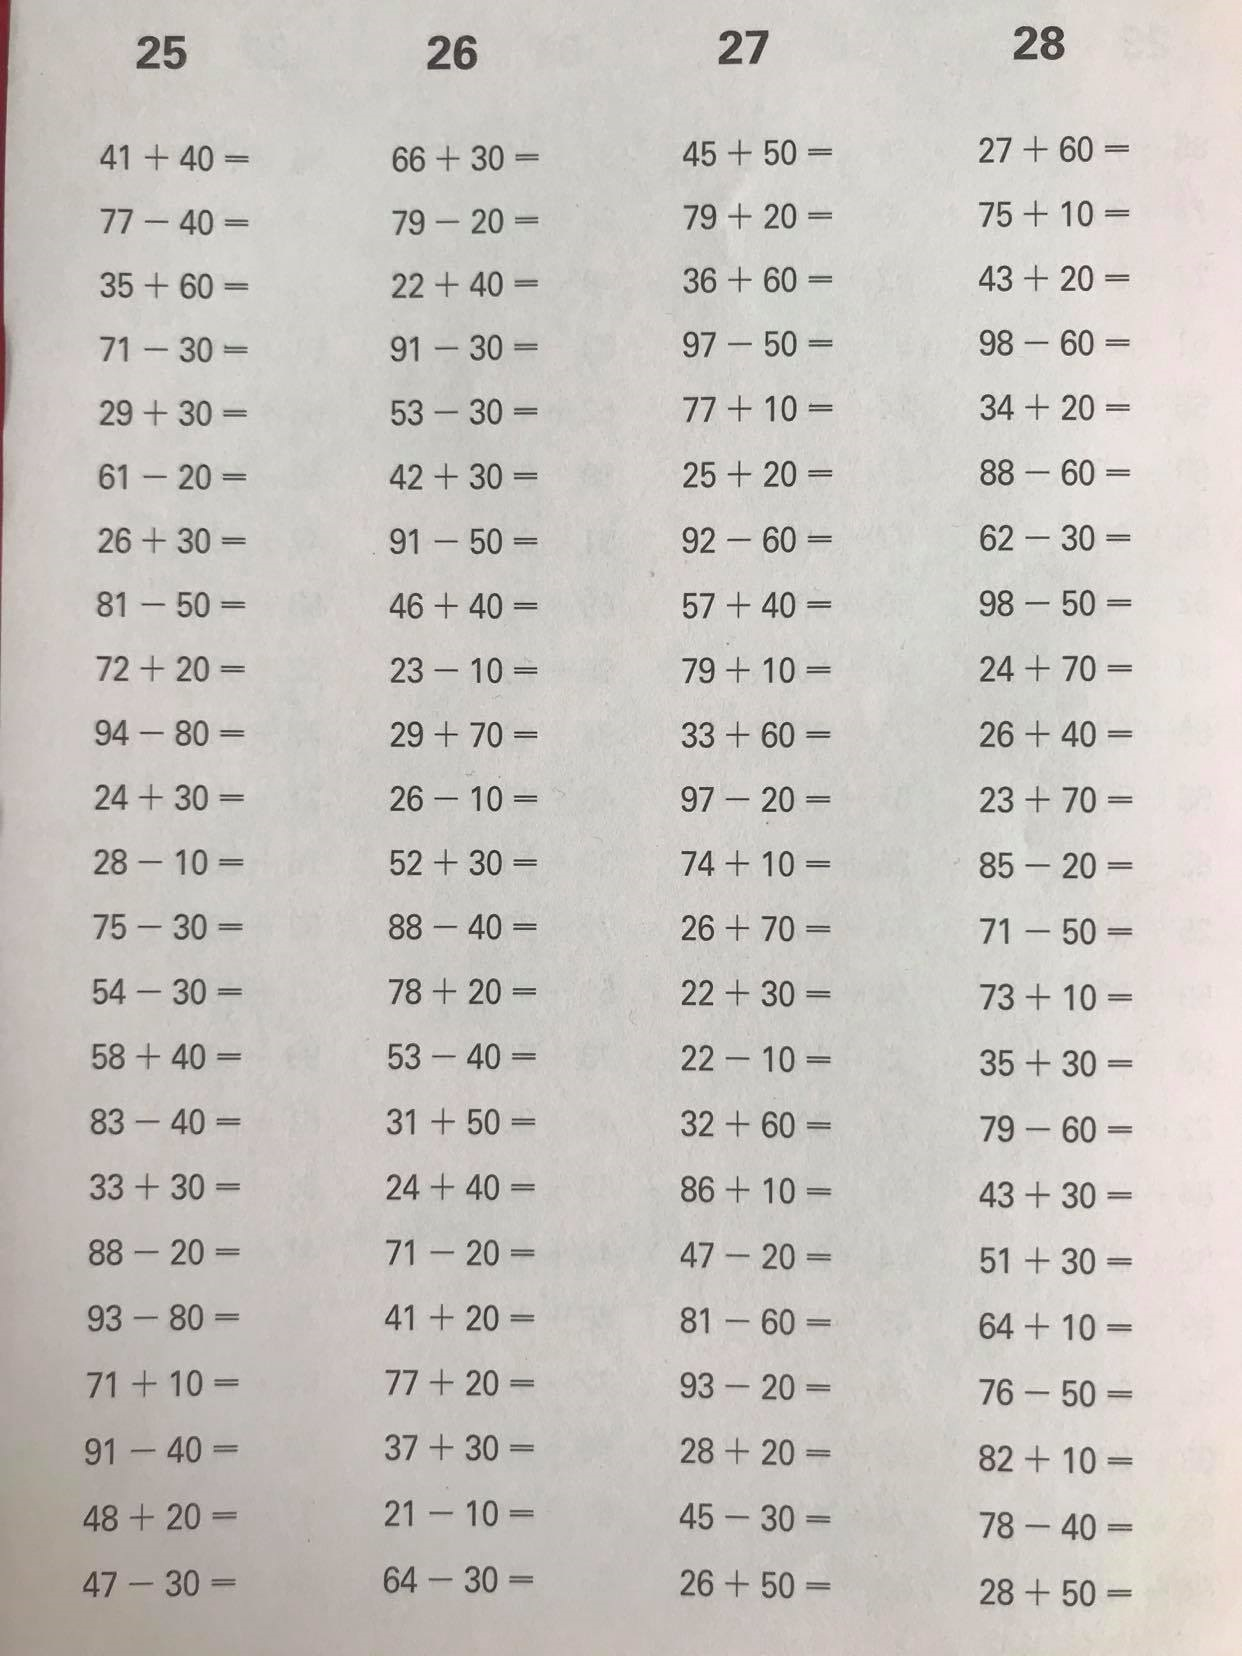 25 26 27 28
41 + 40 = 66 + 30 = 45 + 50 = 27 + 60 =
77 − 40 = 79 − 20 = 79 + 20 = 75 + 10 =
35 + 60 = 22 + 40 = 36 + 60 = 43 + 20 =
71 − 30 = 91 − 30 = 97 − 50 = 98 − 60 =
29 + 30 = 53 − 30 = 77 + 10 = 34 + 20 =
61 − 20 = 42 + 30 = 25 + 20 = 88 − 60 =
26 + 30 = 91 − 50 = 92 − 60 = 62 − 30 =
81 − 50 = 46 + 40 = 57 + 40 = 98 − 50 =
72 + 20 = 23 − 10 = 79 + 10 = 24 + 70 =
94 − 80 = 29 + 70 = 33 + 60 = 26 + 40 =
24 + 30 = 26 − 10 = 97 − 20 = 23 + 70 =
28 − 10 = 52 + 30 = 74 + 10 = 85 − 20 =
75 − 30 = 88 − 40 = 26 + 70 = 71 − 50 =
54 − 30 = 78 + 20 = 22 + 30 = 73 + 10 =
58 + 40 = 53 − 40 = 22 − 10 = 35 + 30 =
83 − 40 = 31 + 50 = 32 + 60 = 79 − 60 =
33 + 30 = 24 + 40 = 86 + 10 = 43 + 30 =
88 − 20 = 71 − 20 = 47 − 20 = 51 + 30 =
93 − 80 = 41 + 20 = 81 − 60 = 64 + 10 =
71 + 10 = 77 + 20 = 93 − 20 = 76 − 50 =
91 − 40 = 37 + 30 = 28 + 20 = 82 + 10 =
48 + 20 = 21 − 10 = 45 − 30 = 78 − 40 =
47 − 30 = 64 − 30 = 26 + 50 = 28 + 50 =